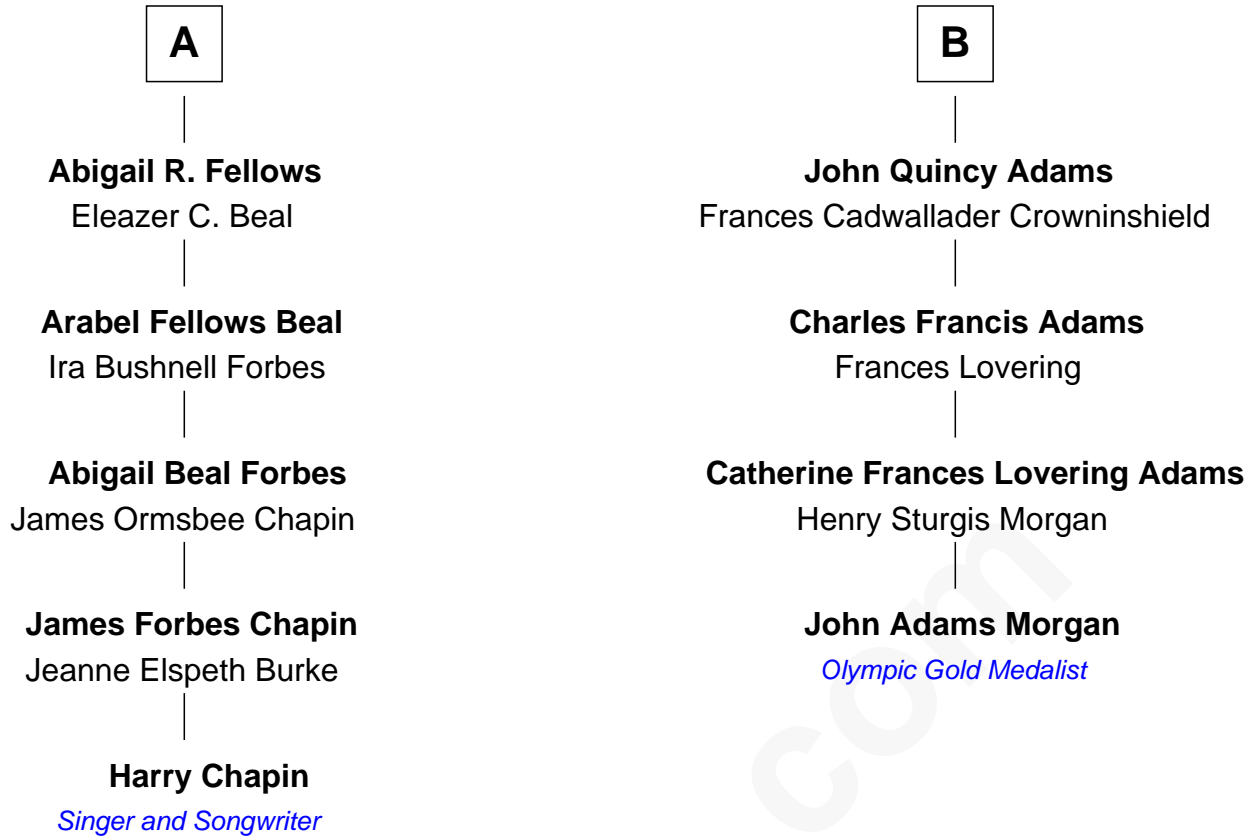 A
Abigail R. Fellows
Eleazer C. Beal
Arabel Fellows Beal
Ira Bushnell Forbes
Abigail Beal Forbes
James Ormsbee Chapin
James Forbes Chapin
Jeanne Elspeth Burke
Harry Chapin
Singer and Songwriter
B
John Quincy Adams
Frances Cadwallader Crowninshield
Charles Francis Adams
Frances Lovering
Catherine Frances Lovering Adams
Henry Sturgis Morgan
John Adams Morgan
Olympic Gold Medalist
com